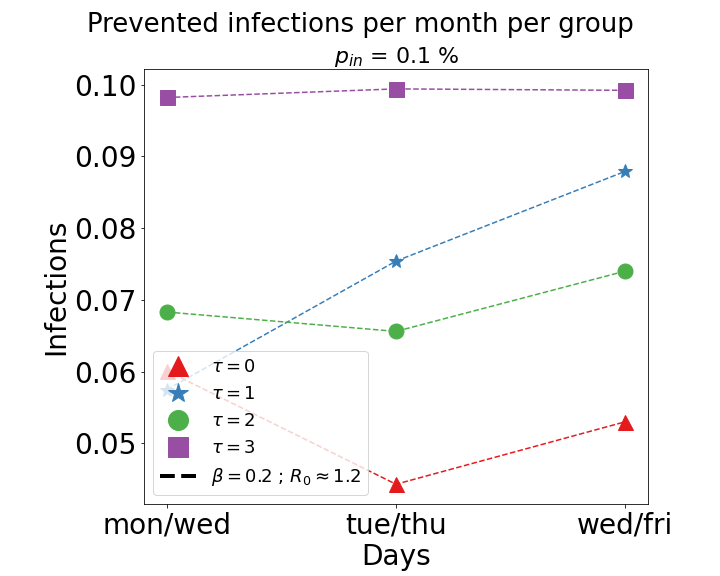 Prevented infections per month per group
p_in = 0.1 %
Infections
0.10
0.09
0.08
0.07
0.06
0.05
τ = 0
τ = 1
τ = 2
τ = 3
β = 0.2 ; R₀ ≈ 1.2
mon/wed tue/thu wed/fri
Days